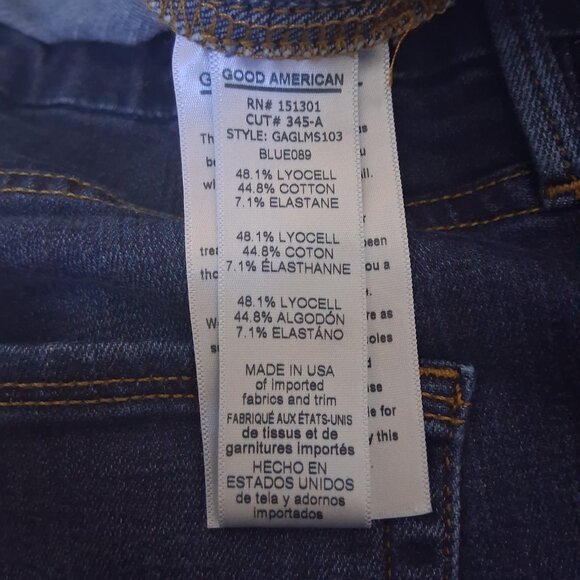 GOOD AMERICAN
RN# 151301
CUT# 345-A
STYLE: GAGLMS103
BLUE089
48.1% LYOCELL
44.8% COTTON
7.1% ELASTANE
48.1% LYOCELL
44.8% COTON
7.1% ÉLASTHANNE
48.1% LYOCELL
44.8% ALGODÓN
7.1% ELASTÁNO
MADE IN USA
of imported
fabrics and trim
FABRIQUÉ AUX ÉTATS-UNIS
de tissus et de
garnitures importés
HECHO EN
ESTADOS UNIDOS
de tela y adornos
importados